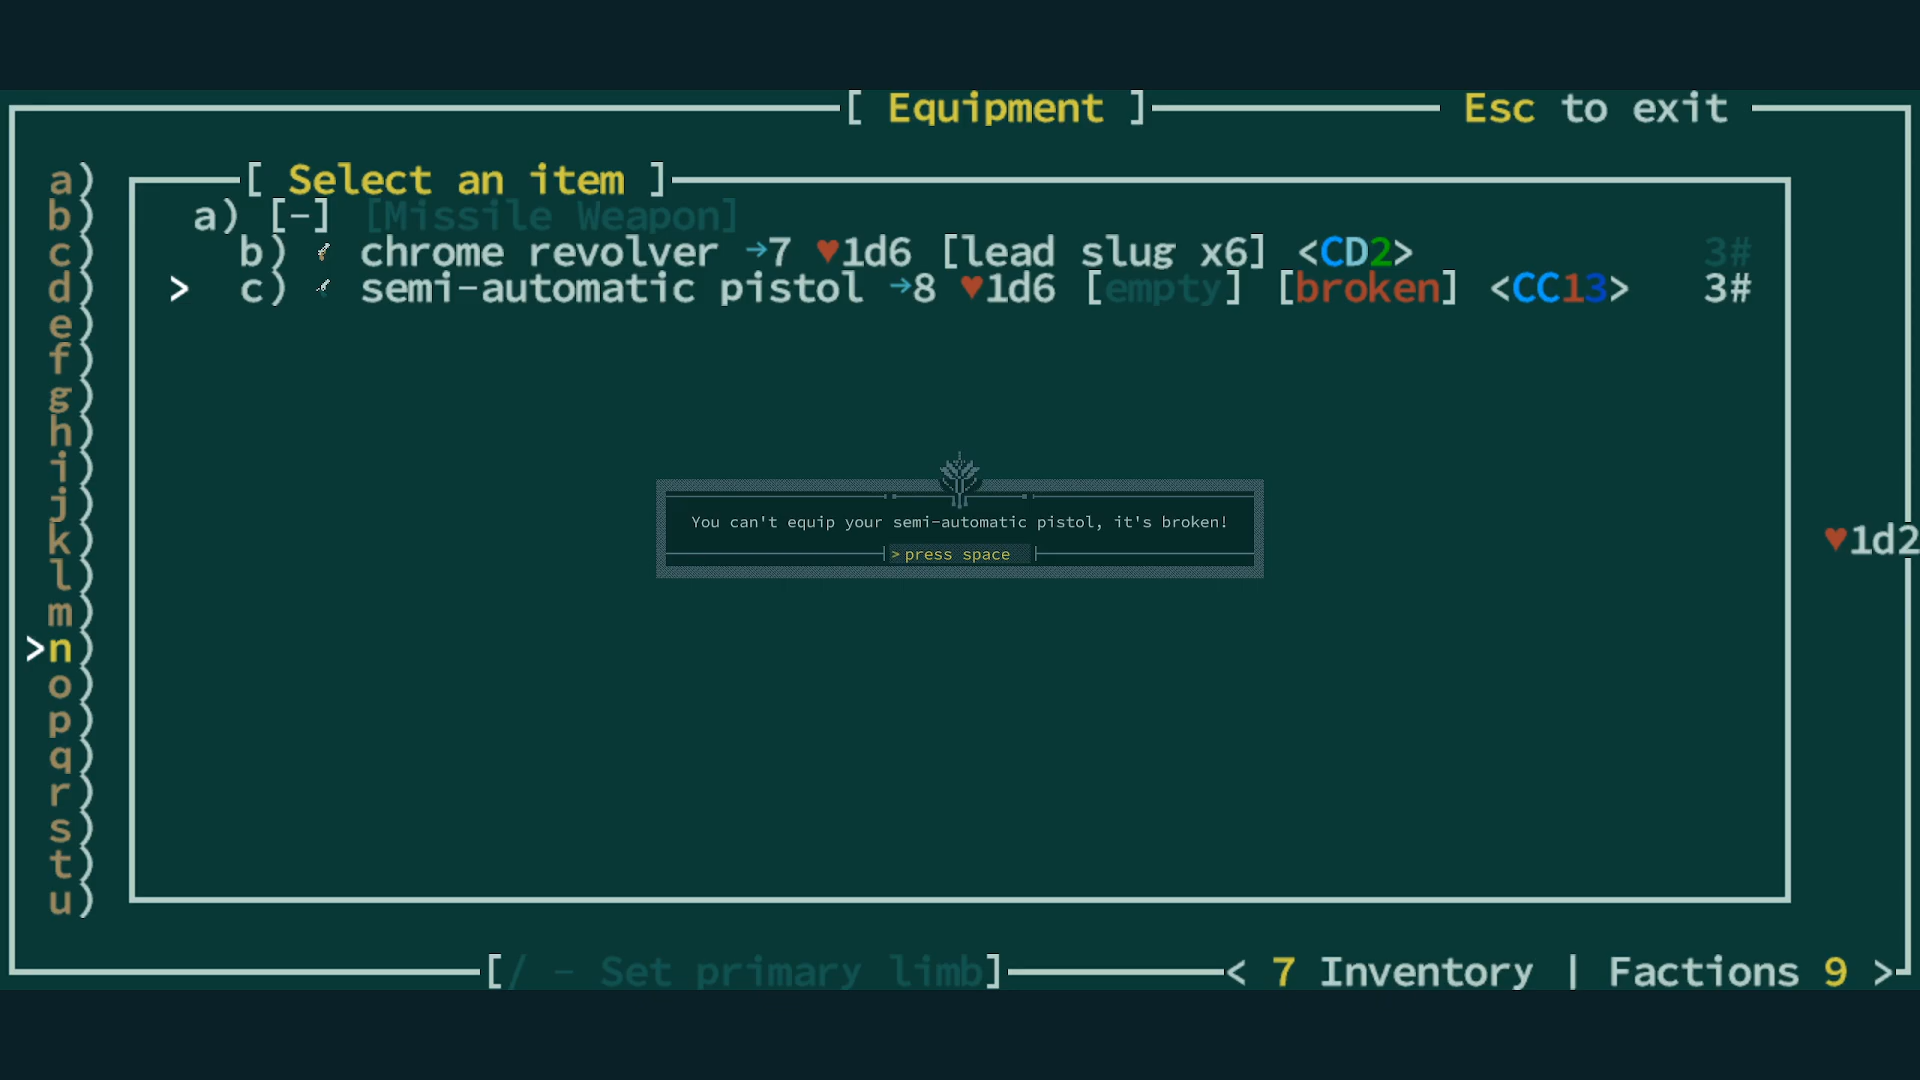 [ Equipment ] Esc to exit
a) [ Select an item ]
b) a) [-] [Missile Weapon]
c) b) chrome revolver →7 ♥1d6 [lead slug x6] <CD2> 3#
d) > c) semi-automatic pistol →8 ♥1d6 [empty] [broken] <CC13> 3#
e)
f)
g)
h)
i)
j)
You can't equip your semi-automatic pistol, it's broken!
k) ♥1d2
>press space
l)
m)
>n)
o)
p)
q)
r)
s)
t)
u)
[/ - Set primary limb] < 7 Inventory | Factions 9 >